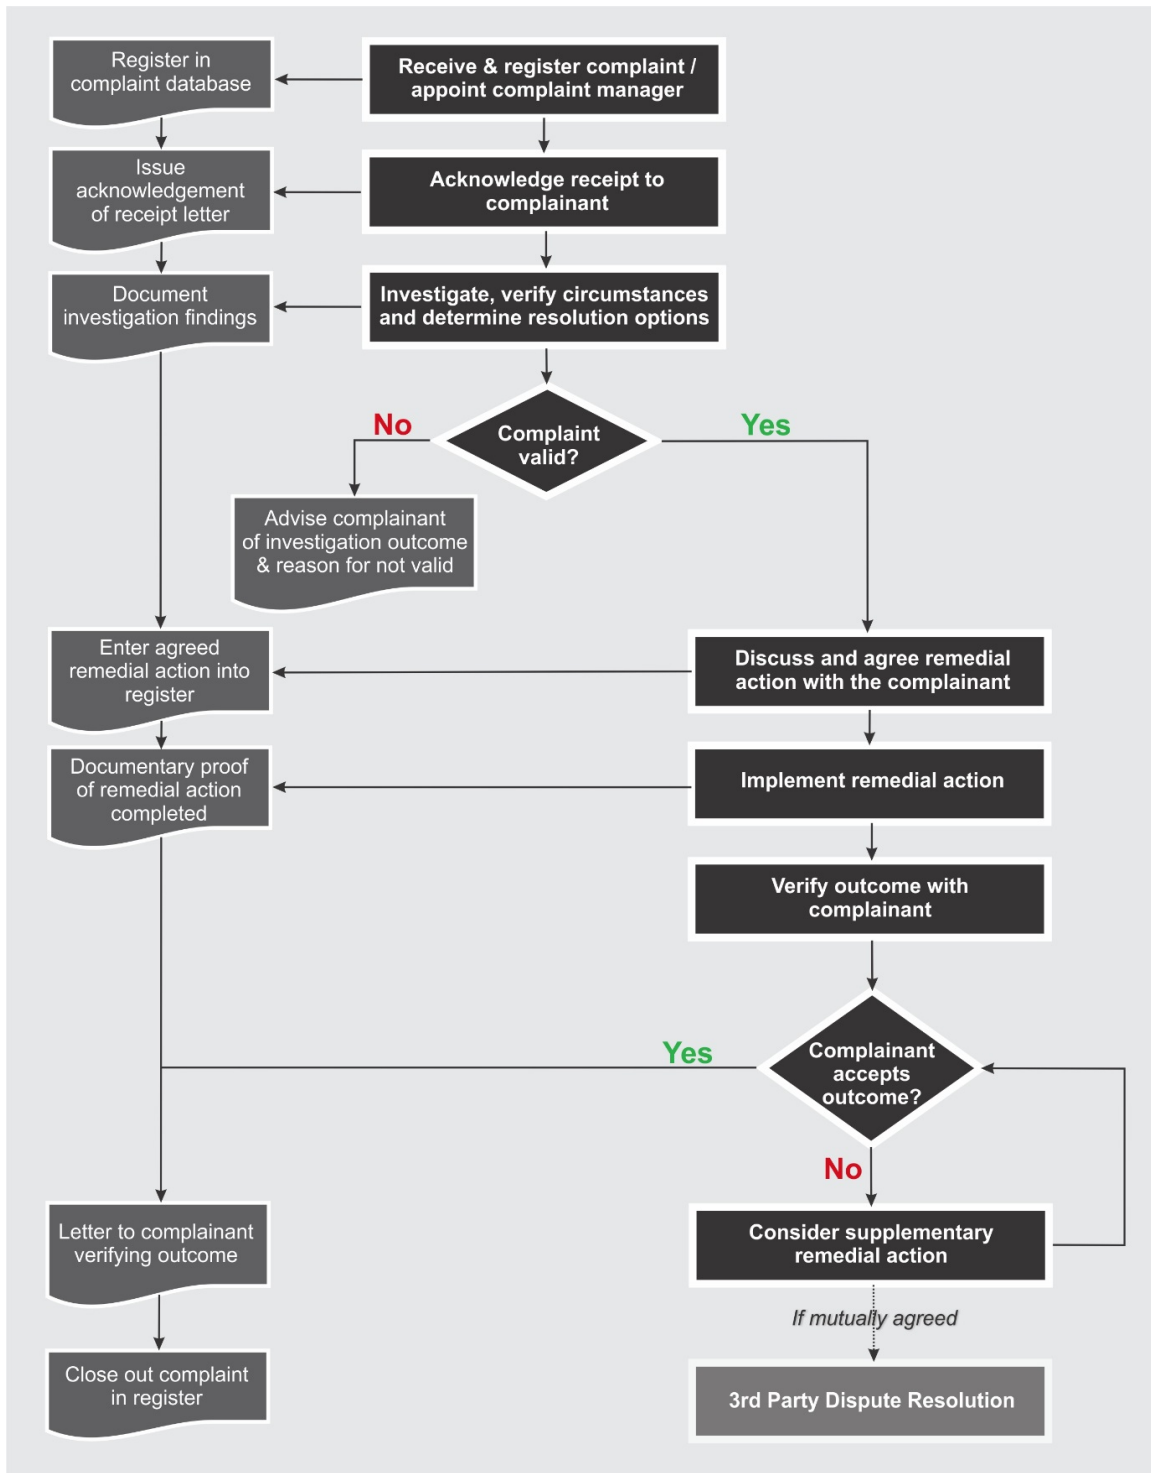 Register in
complaint database
Receive & register complaint /
appoint complaint manager
Issue
acknowledgement
of receipt letter
Acknowledge receipt to
complainant
Document
investigation findings
Investigate, verify circumstances
and determine resolution options
No
Complaint
valid?
Yes
Advise complainant
of investigation outcome
& reason for not valid
Enter agreed
remedial action into
register
Discuss and agree remedial
action with the complainant
Documentary proof
of remedial action
completed
Implement remedial action
Verify outcome with
complainant
Yes
Complainant
accepts
outcome?
No
Letter to complainant
verifying outcome
Consider supplementary
remedial action
If mutually agreed
Close out complaint
in register
3rd Party Dispute Resolution